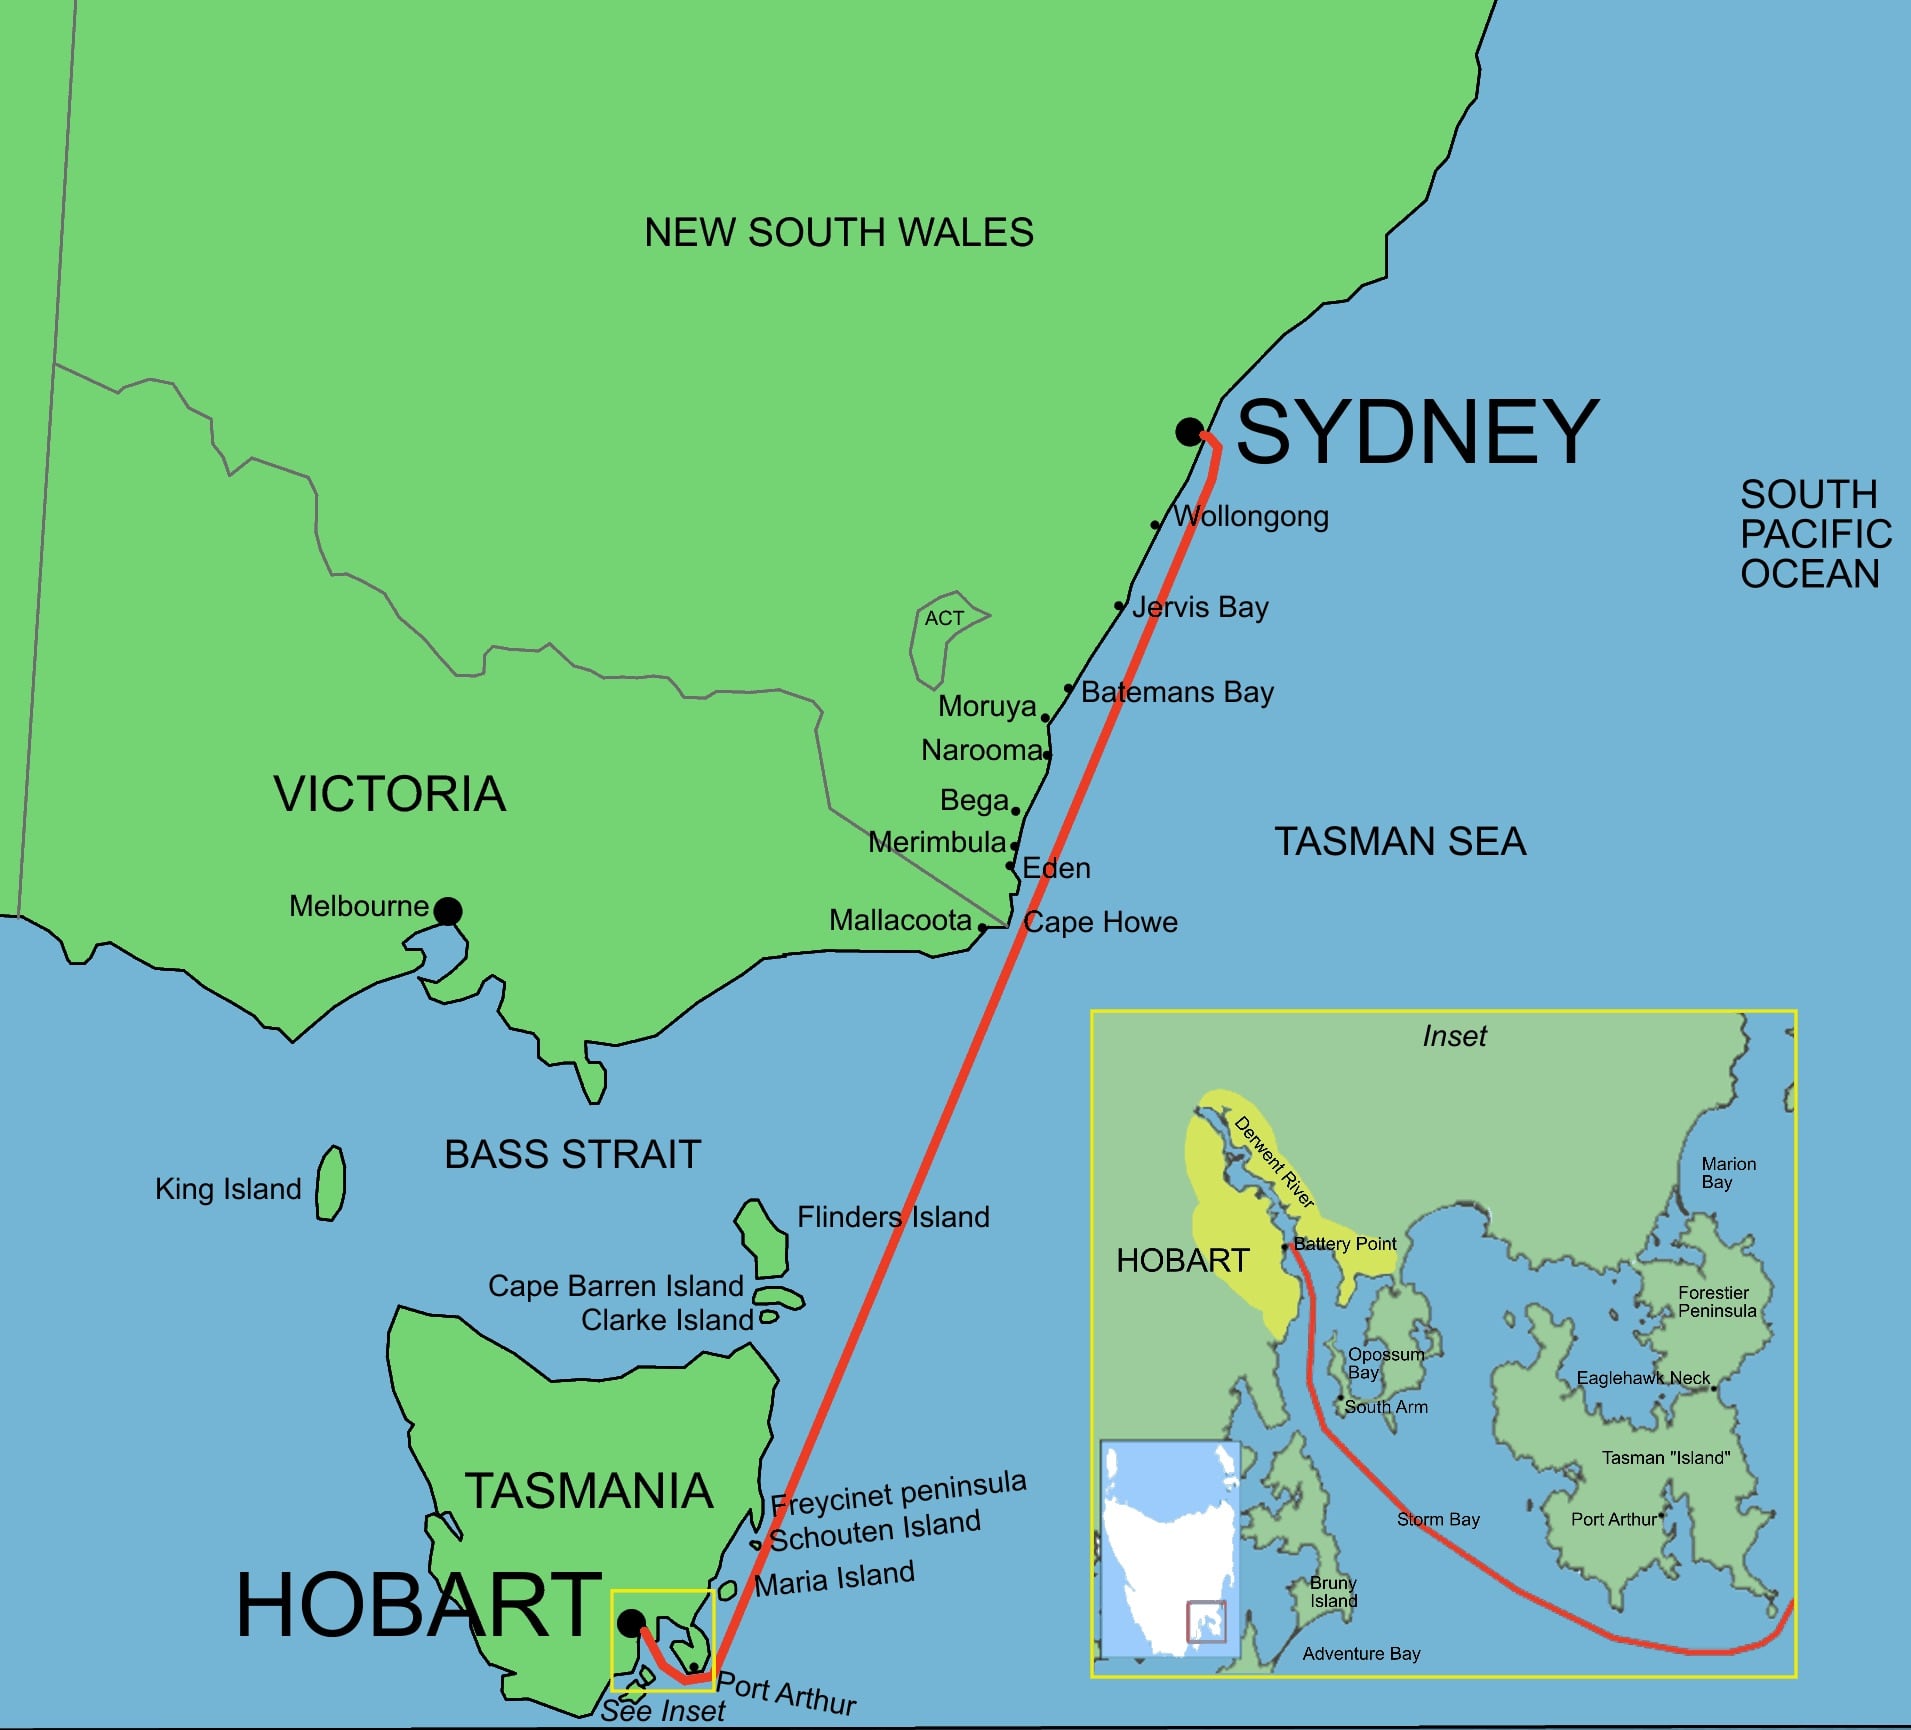 NEW SOUTH WALES
SYDNEY
SOUTH
PACIFIC
OCEAN
Wollongong
Jervis Bay
ACT
Batemans Bay
Moruya
Narooma
VICTORIA
Bega
Merimbula
TASMAN SEA
Eden
Melbourne
Mallacoota
Cape Howe
BASS STRAIT
King Island
Flinders Island
Cape Barren Island
Clarke Island
TASMANIA
Freycinet peninsula
Schouten Island
Maria Island
HOBART
Port Arthur
See Inset
Inset
Derwent River
Marion
Bay
Battery Point
HOBART
Forestier
Peninsula
Opossum
Bay
Eaglehawk Neck
South Arm
Tasman "Island"
Storm Bay
Port Arthur
Bruny
Island
Adventure Bay